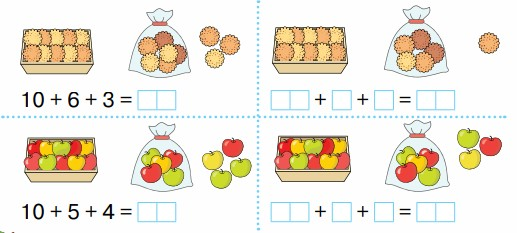 10 + 6 + 3 =
+ + =
10 + 5 + 4 =
+ + =